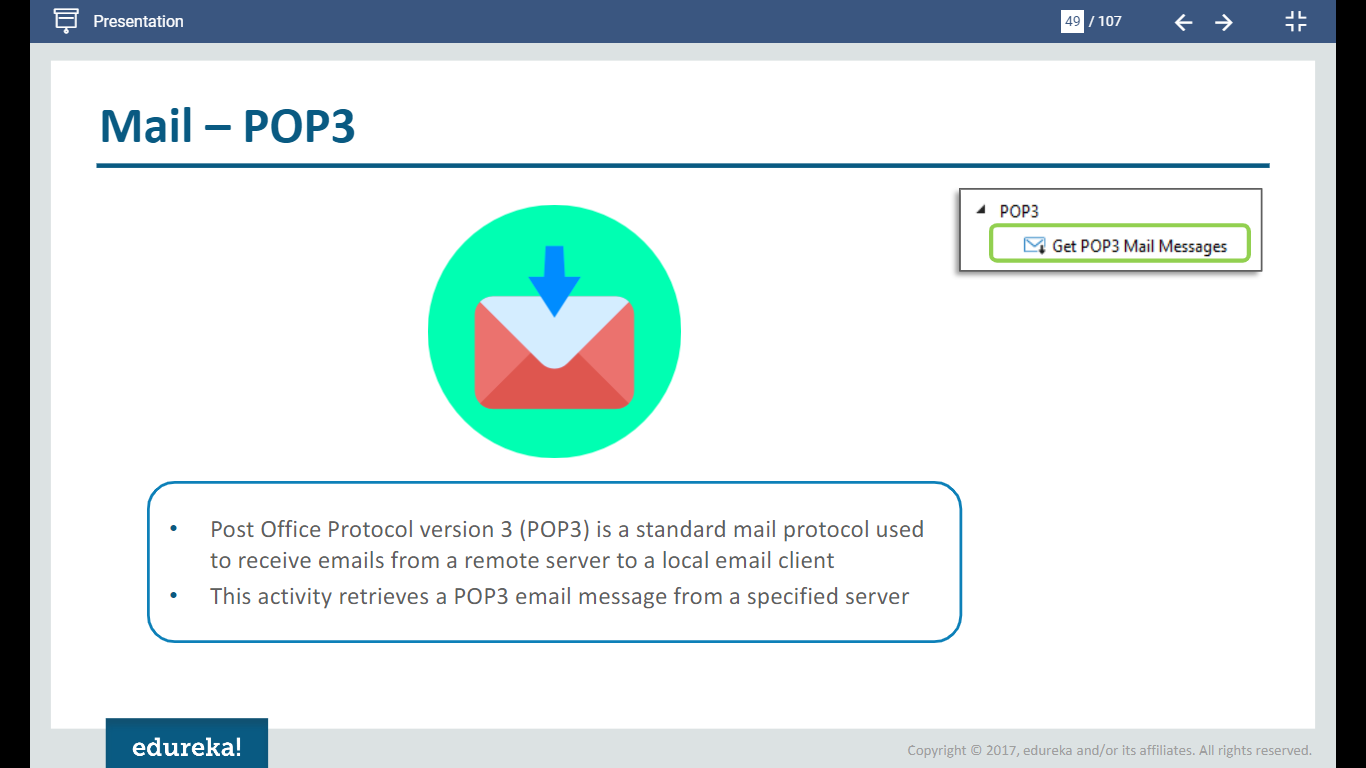 Presentation
49 / 107
Mail – POP3
POP3
Get POP3 Mail Messages
• Post Office Protocol version 3 (POP3) is a standard mail protocol used
to receive emails from a remote server to a local email client
• This activity retrieves a POP3 email message from a specified server
edureka!
Copyright © 2017, edureka and/or its affiliates. All rights reserved.